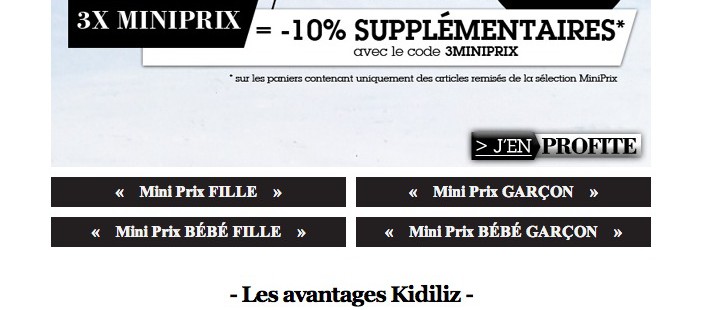 3X MINIPRIX
= -10% SUPPLÉMENTAIRES*
avec le code 3MINIPRIX
* sur les paniers contenant uniquement des articles remisés de la sélection MiniPrix
> J'EN PROFITE
« Mini Prix FILLE »
« Mini Prix GARÇON »
« Mini Prix BÉBÉ FILLE »
« Mini Prix BÉBÉ GARÇON »
- Les avantages Kidiliz -